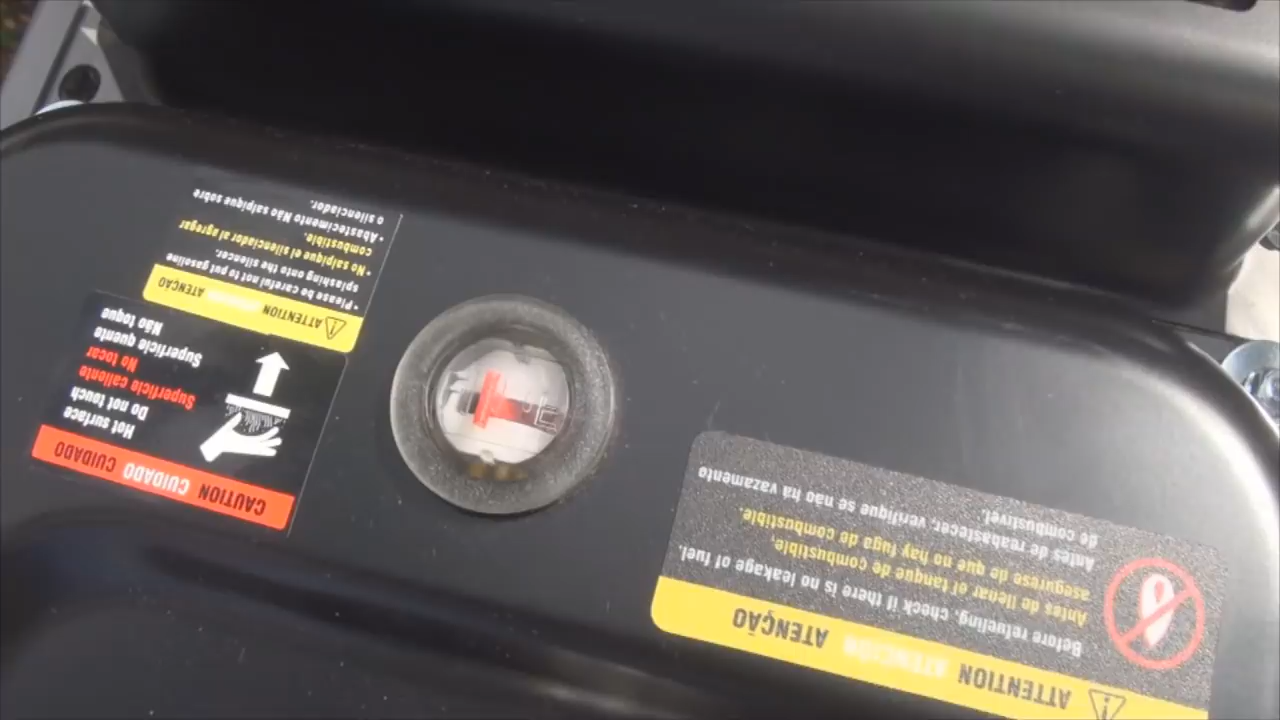 CAUTION CUIDADO CUIDADO
Hot surface
Do not touch
Superficie caliente
No tocar
Superfície quente
Não toque
ATTENTION ATENCIÓN ATENÇÃO
*Please be careful not to put gasoline
splashing onto the silencer.
*No salpique el silenciador al agregar
combustible.
*Abastecimento Não salpique sobre
o silenciador.
ATTENTION ATENCIÓN ATENÇÃO
Before refueling, check if there is no leakage of fuel.
Antes de llenar el tanque de combustible,
asegurese de que no hay fuga de combustible.
Antes de reabastecer, verifique se nao há vazamento
de combustível.